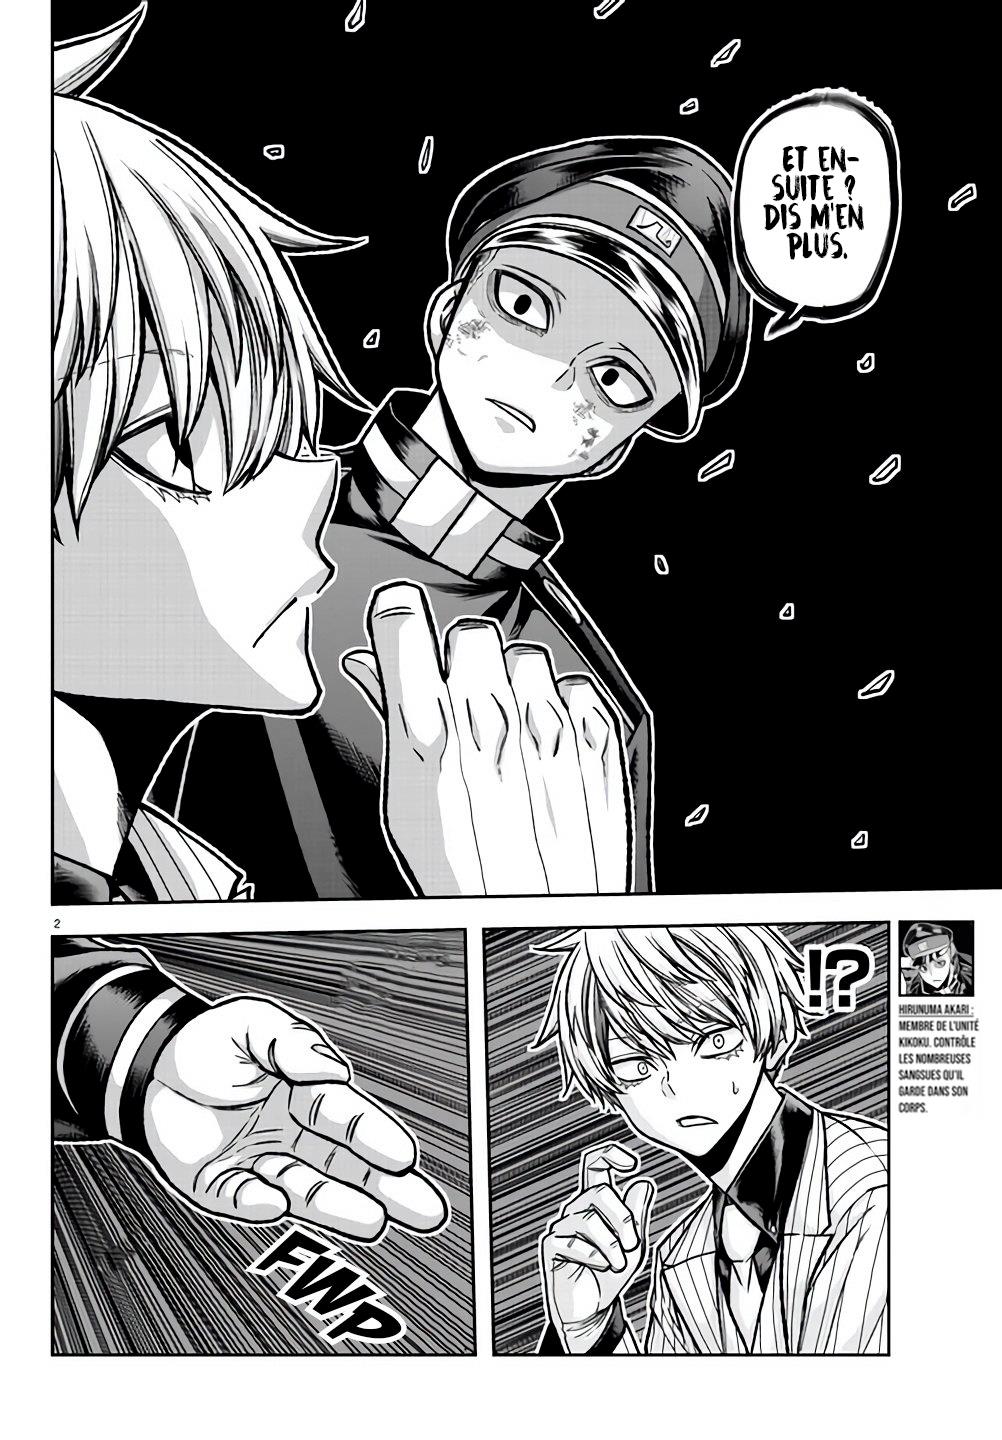 ET EN-
SUITE ?
DIS M'EN
PLUS.
2
FWP
!?
HIRUNUMA AKARI :
MEMBRE DE L'UNITÉ
KIKOKU. CONTRÔLE
LES NOMBREUSES
SANGSUES QU'IL
GARDE DANS SON
CORPS.